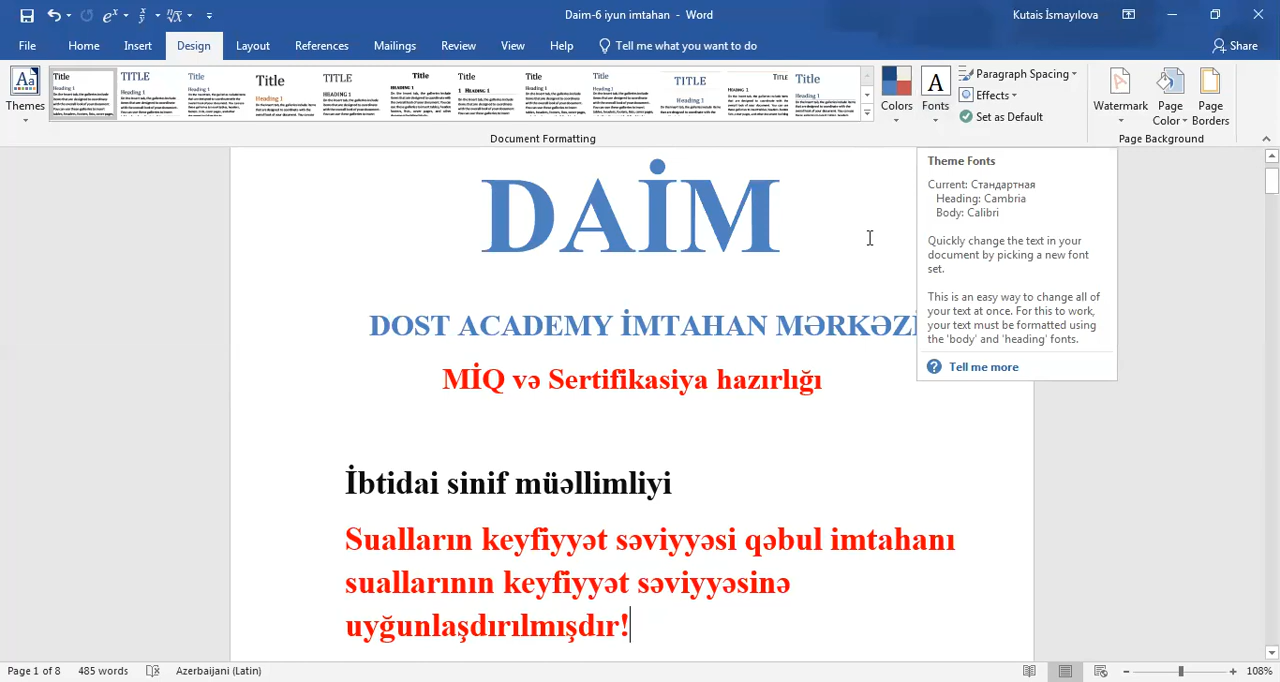 Daim-6 iyun imtahan - Word
Kutais İsmayılova
File Home Insert Design Layout References Mailings Review View Help Tell me what you want to do Share
Themes
Colors
Fonts
Paragraph Spacing
Effects
Set as Default
Watermark
Page Color
Page Borders
Document Formatting
Page Background
DAİM
DOST ACADEMY İMTAHAN MƏRKƏZİ
MİQ və Sertifikasiya hazırlığı
İbtidai sinif müəllimliyi
Sualların keyfiyyət səviyyəsi qəbul imtahanı
suallarının keyfiyyət səviyyəsinə
uyğunlaşdırılmışdır!
Theme Fonts
Current: Стандартная
Heading: Cambria
Body: Calibri
Quickly change the text in your
document by picking a new font
set.
This is an easy way to change all of
your text at once. For this to work,
your text must be formatted using
the 'body' and 'heading' fonts.
Tell me more
Page 1 of 8 485 words Azerbaijani (Latin) 108%